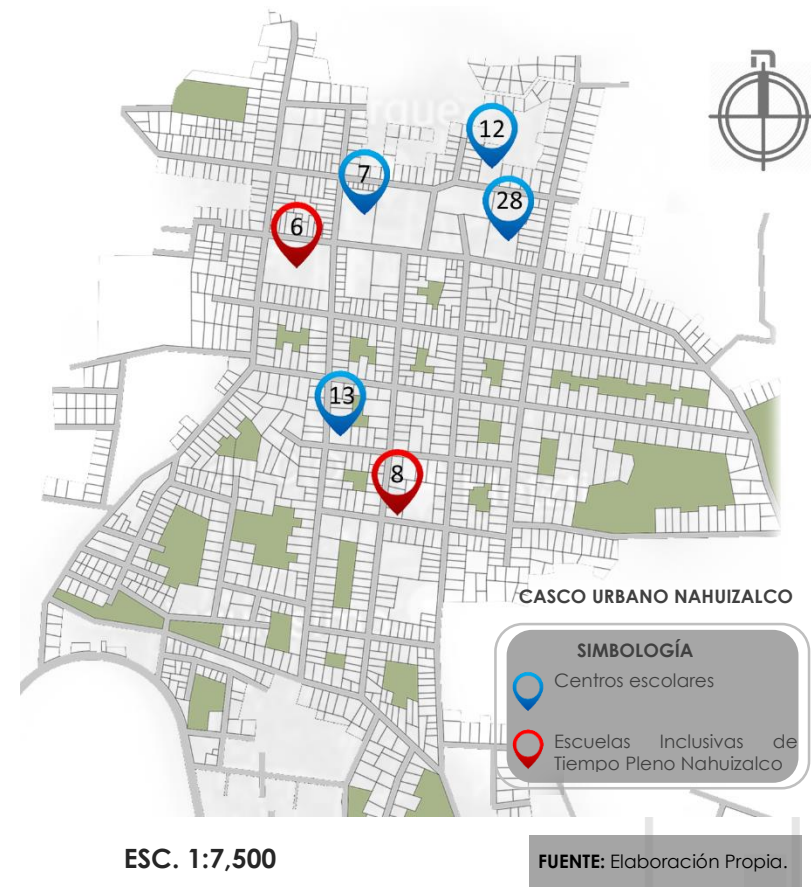 12
7
28
6
13
8
CASCO URBANO NAHUIZALCO
SIMBOLOGÍA
Centros escolares
Escuelas Inclusivas de
Tiempo Pleno Nahuizalco
ESC. 1:7,500
FUENTE: Elaboración Propia.